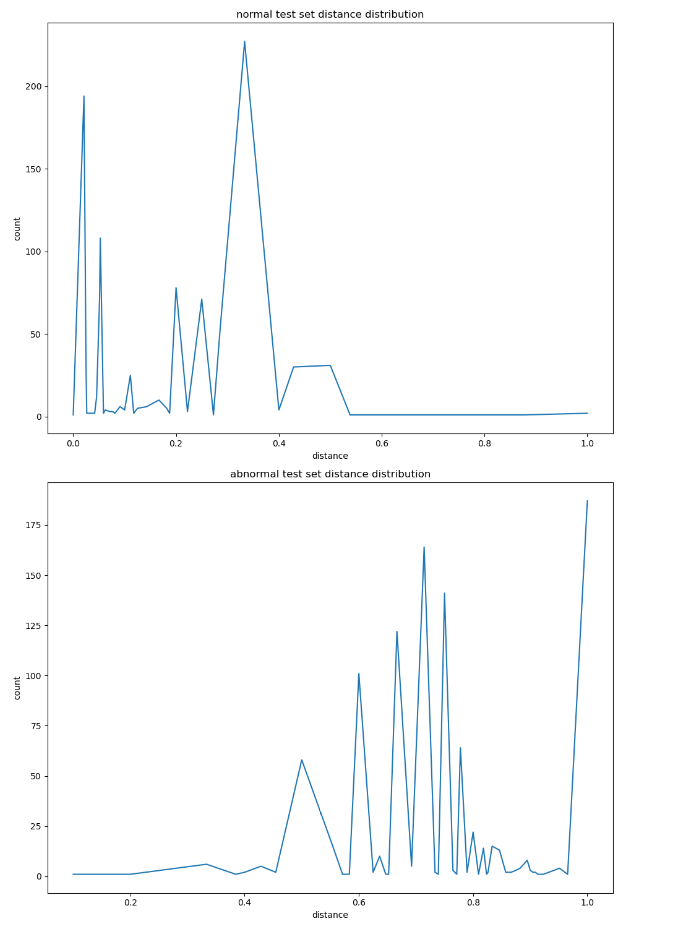 normal test set distance distribution
200
150
100
50
0
count
0.0 0.2 0.4 0.6 0.8 1.0
distance
abnormal test set distance distribution
175
150
125
100
75
50
25
0
count
0.2 0.4 0.6 0.8 1.0
distance